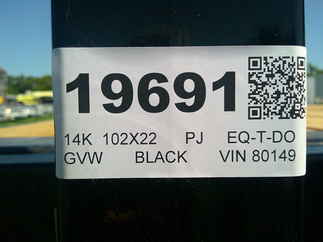 19691
14K 102X22 PJ EQ-T-DO
GVW BLACK VIN 80149